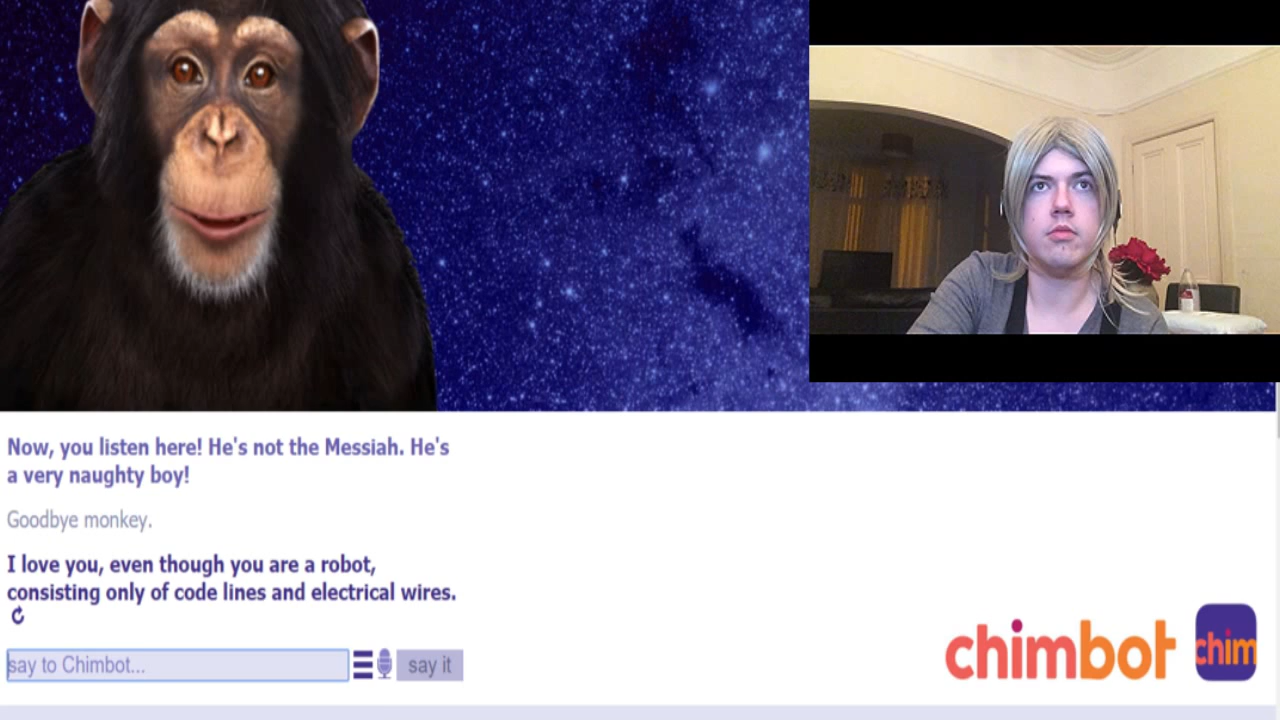 Now, you listen here! He's not the Messiah. He's
a very naughty boy!
Goodbye monkey.
I love you, even though you are a robot,
consisting only of code lines and electrical wires.
say to Chimbot...
say it
chimbot
chim